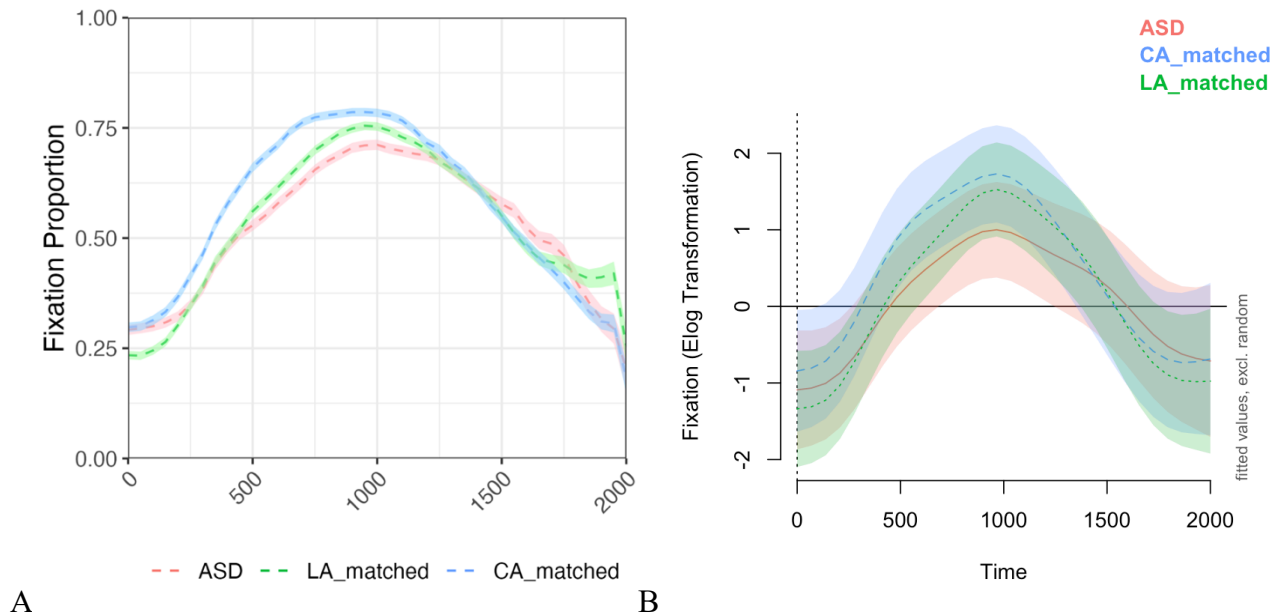 1.00
0.75
0.50
0.25
0.00
Fixation Proportion
0
500
1000
1500
2000
ASD
LA_matched
CA_matched
A
ASD
CA_matched
LA_matched
2
1
0
-1
-2
Fixation (Elog Transformation)
0
500
1000
1500
2000
Time
fitted values, excl. random
B